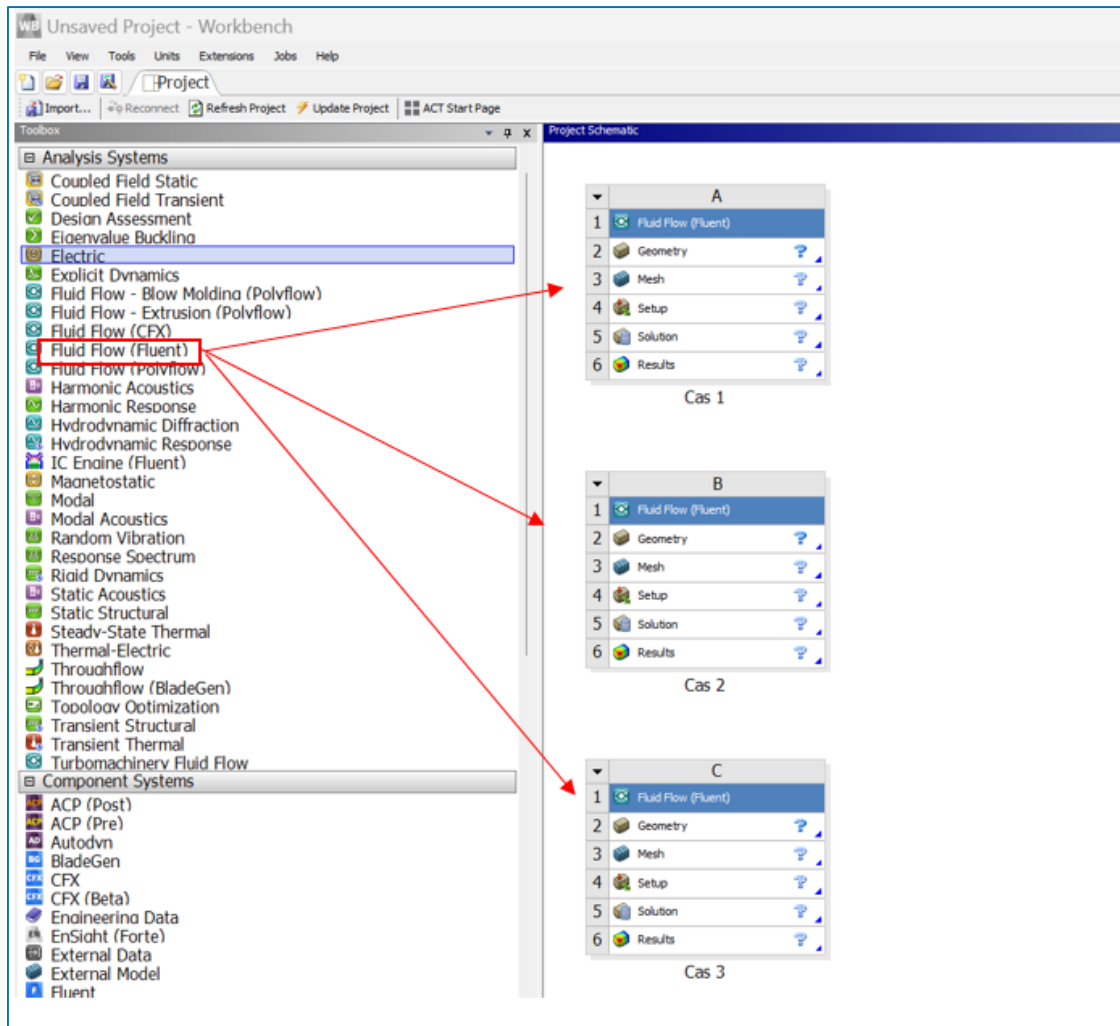 WB Unsaved Project - Workbench
File View Tools Units Extensions Jobs Help
Project
Import... Reconnect Refresh Project Update Project ACT Start Page
Toolbox
Analysis Systems
Coupled Field Static
Coupled Field Transient
Design Assessment
Eigenvalue Buckling
Electric
Explicit Dynamics
Fluid Flow - Blow Molding (Polyflow)
Fluid Flow - Extrusion (Polyflow)
Fluid Flow (CFX)
Fluid Flow (Fluent)
Fluid Flow (Polyflow)
Harmonic Acoustics
Harmonic Response
Hydrodynamic Diffraction
Hydrodynamic Response
IC Engine (Fluent)
Magnetostatic
Modal
Modal Acoustics
Random Vibration
Response Spectrum
Rigid Dynamics
Static Acoustics
Static Structural
Steady-State Thermal
Thermal-Electric
Throughflow
Throughflow (BladeGen)
Topology Optimization
Transient Structural
Transient Thermal
Turbomachinery Fluid Flow
Component Systems
ACP (Post)
ACP (Pre)
Autodyn
BladeGen
CFX
CFX (Beta)
Engineering Data
EnSight (Forte)
External Data
External Model
Fluent
Project Schematic
A
1 Fluid Flow (Fluent)
2 Geometry ?
3 Mesh ?
4 Setup ?
5 Solution ?
6 Results ?
Cas 1
B
1 Fluid Flow (Fluent)
2 Geometry ?
3 Mesh ?
4 Setup ?
5 Solution ?
6 Results ?
Cas 2
C
1 Fluid Flow (Fluent)
2 Geometry ?
3 Mesh ?
4 Setup ?
5 Solution ?
6 Results ?
Cas 3